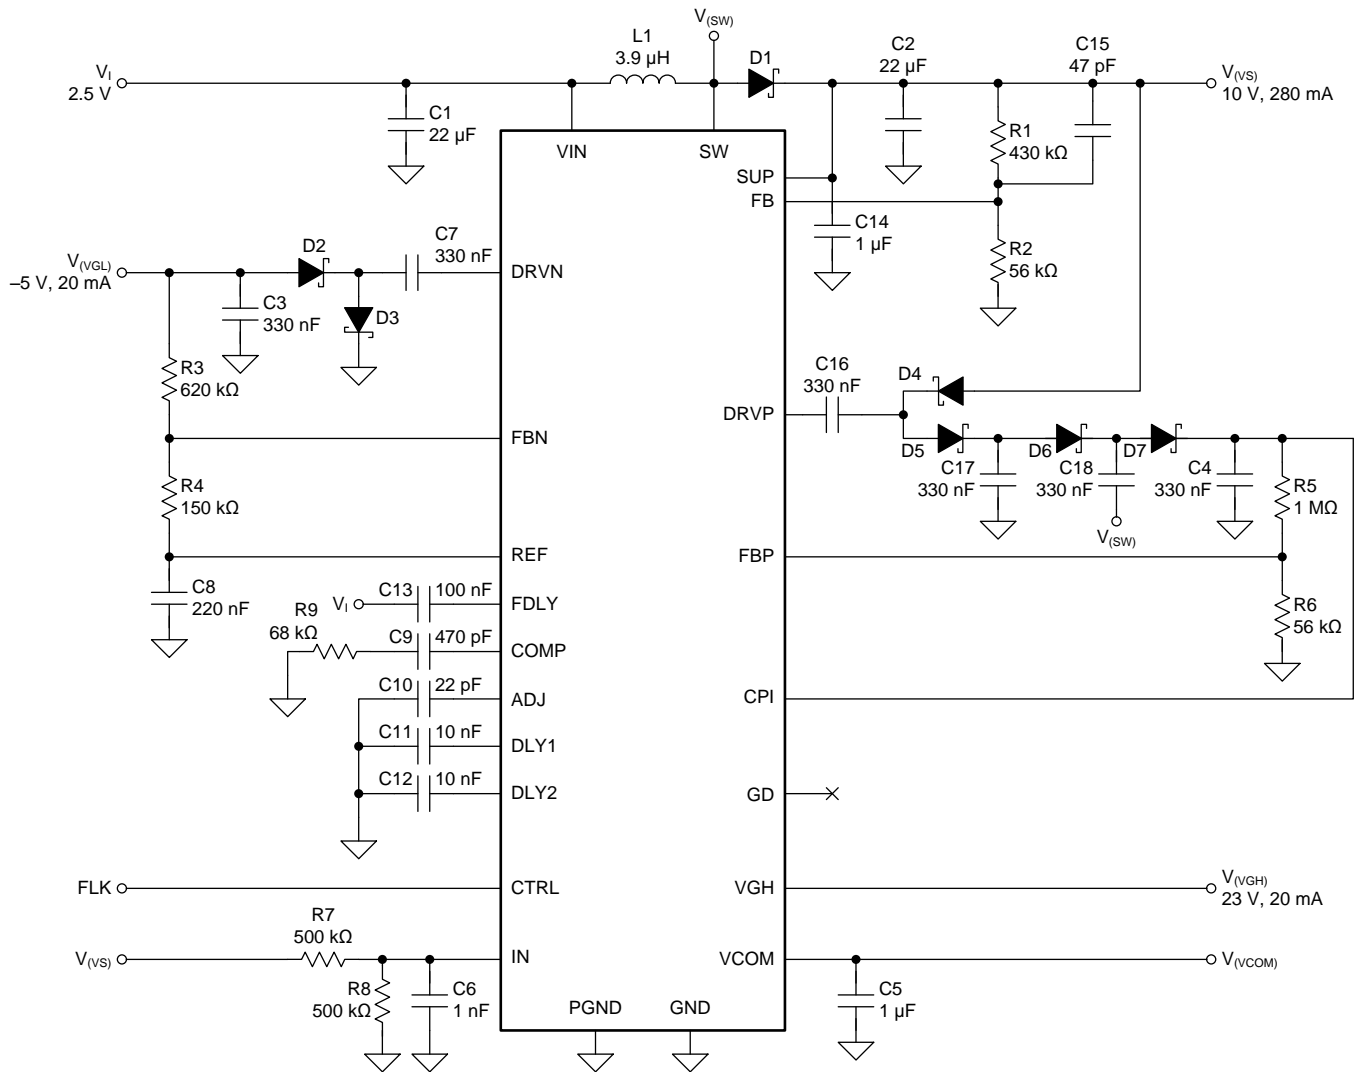 V(SW)
L1
3.9 µH
D1
C2
22 µF
C15
47 pF
VI
2.5 V
V(VS)
10 V, 280 mA
C1
22 µF
R1
430 kΩ
VIN
SW
SUP
FB
C14
1 µF
R2
56 kΩ
C7
330 nF
D2
V(VGL)
–5 V, 20 mA
DRVN
C3
330 nF
D3
R3
620 kΩ
C16
330 nF
D4
DRVP
FBN
D5
C17
330 nF
D6
C18
330 nF
D7
C4
330 nF
R5
1 MΩ
R4
150 kΩ
V(SW)
REF
FBP
C8
220 nF
VI
C13
100 nF
FDLY
R9
68 kΩ
C9
470 pF
COMP
R6
56 kΩ
C10
22 pF
ADJ
CPI
C11
10 nF
DLY1
C12
10 nF
DLY2
GD
FLK
CTRL
VGH
V(VGH)
23 V, 20 mA
R7
500 kΩ
V(VS)
IN
VCOM
V(VCOM)
R8
500 kΩ
C6
1 nF
PGND
GND
C5
1 µF